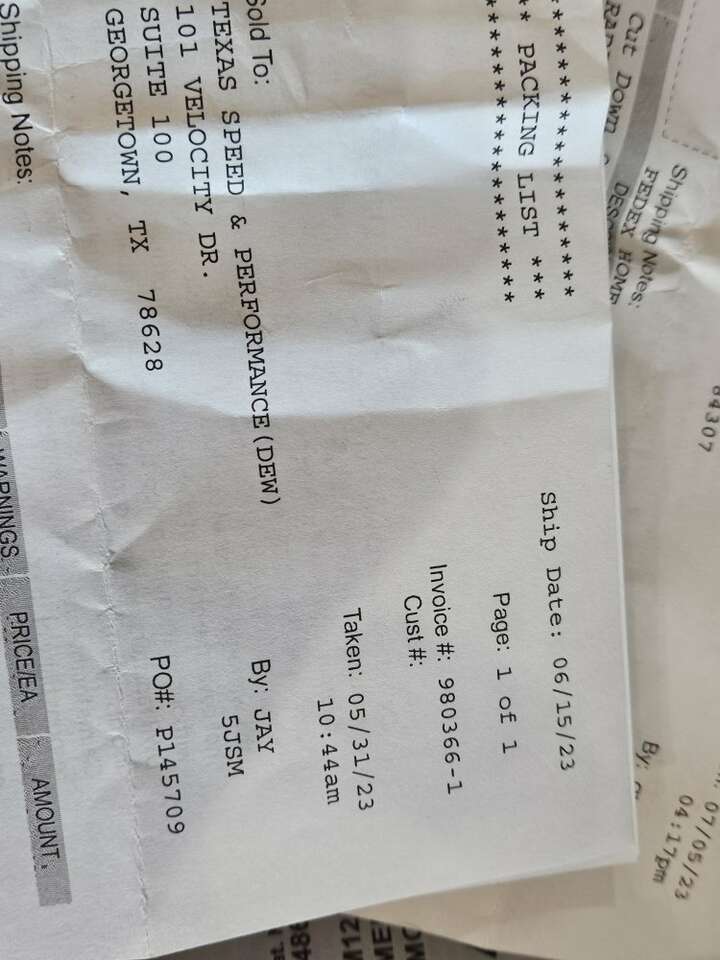 ********************
** PACKING LIST ***
********************
Ship Date: 06/15/23
Page: 1 of 1
Invoice #: 980366-1
Cust #:
Sold To:
TEXAS SPEED & PERFORMANCE(DEW)
101 VELOCITY DR.
SUITE 100
GEORGETOWN, TX 78628
Taken: 05/31/23
10:44am
By: JAY
5JSM
PO#: P145709
Shipping Notes:
WARNINGS
PRICE/EA
AMOUNT
84307
Shipping Notes:
FEDEX HOME
Cut Down
07/05/23
04:17pm
By: